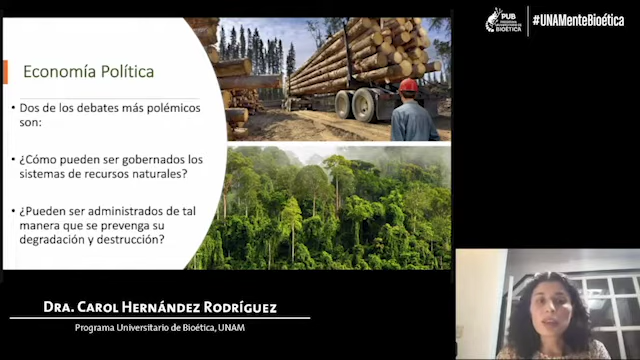 PUB
BIOÉTICA
#UNAMenteBioética
Economía Política
• Dos de los debates más polémicos
son:
• ¿Cómo pueden ser gobernados los
sistemas de recursos naturales?
• ¿Pueden ser administrados de tal
manera que se prevenga su
degradación y destrucción?
DRA. CAROL HERNÁNDEZ RODRÍGUEZ
Programa Universitario de Bioética, UNAM